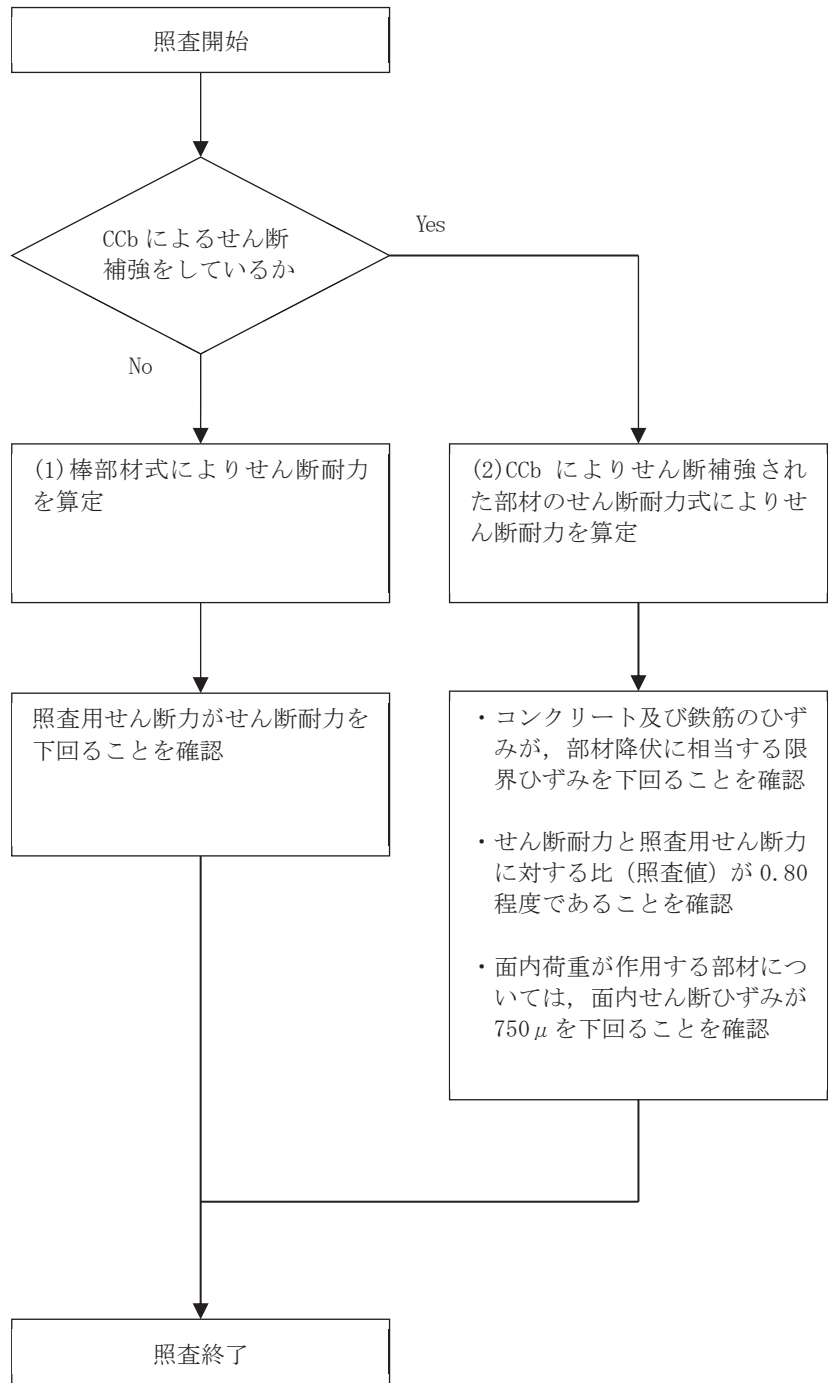 照査開始
CCb によるせん断
補強をしているか
Yes
No
(1)棒部材式によりせん断耐力
を算定
(2)CCb によりせん断補強され
た部材のせん断耐力式によりせ
ん断耐力を算定
照査用せん断力がせん断耐力を
下回ることを確認
・コンクリート及び鉄筋のひず
みが，部材降伏に相当する限
界ひずみを下回ることを確認
・せん断耐力と照査用せん断力
に対する比（照査値）が 0.80
程度であることを確認
・面内荷重が作用する部材につ
いては，面内せん断ひずみが
750μを下回ることを確認
照査終了